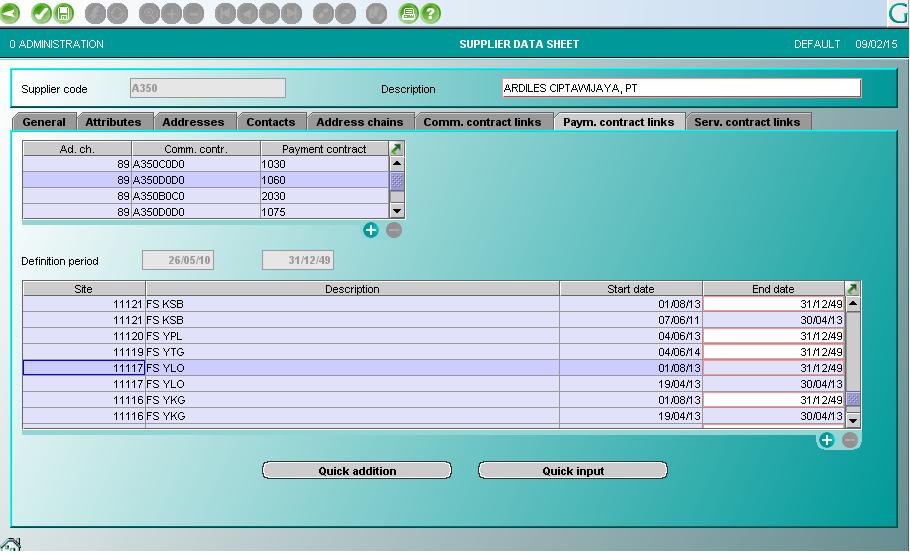 G
0 ADMINISTRATION SUPPLIER DATA SHEET DEFAULT 09/02/15
Supplier code A350 Description ARDILES CIPTAWIJAYA, PT
General Attributes Addresses Contacts Address chains Comm. contract links Paym. contract links Serv. contract links
Ad. ch. Comm. contr. Payment contract
89 A350C0D0 1030
89 A350D0D0 1060
89 A350B0C0 2030
89 A350D0D0 1075
Definition period 26/05/10 31/12/49
Site Description Start date End date
11121 FS KSB 01/08/13 31/12/49
11121 FS KSB 07/06/11 30/04/13
11120 FS YPL 04/06/13 31/12/49
11119 FS YTG 04/06/14 31/12/49
11117 FS YLO 01/08/13 31/12/49
11117 FS YLO 19/04/13 30/04/13
11116 FS YKG 01/08/13 31/12/49
11116 FS YKG 19/04/13 30/04/13
Quick addition Quick input